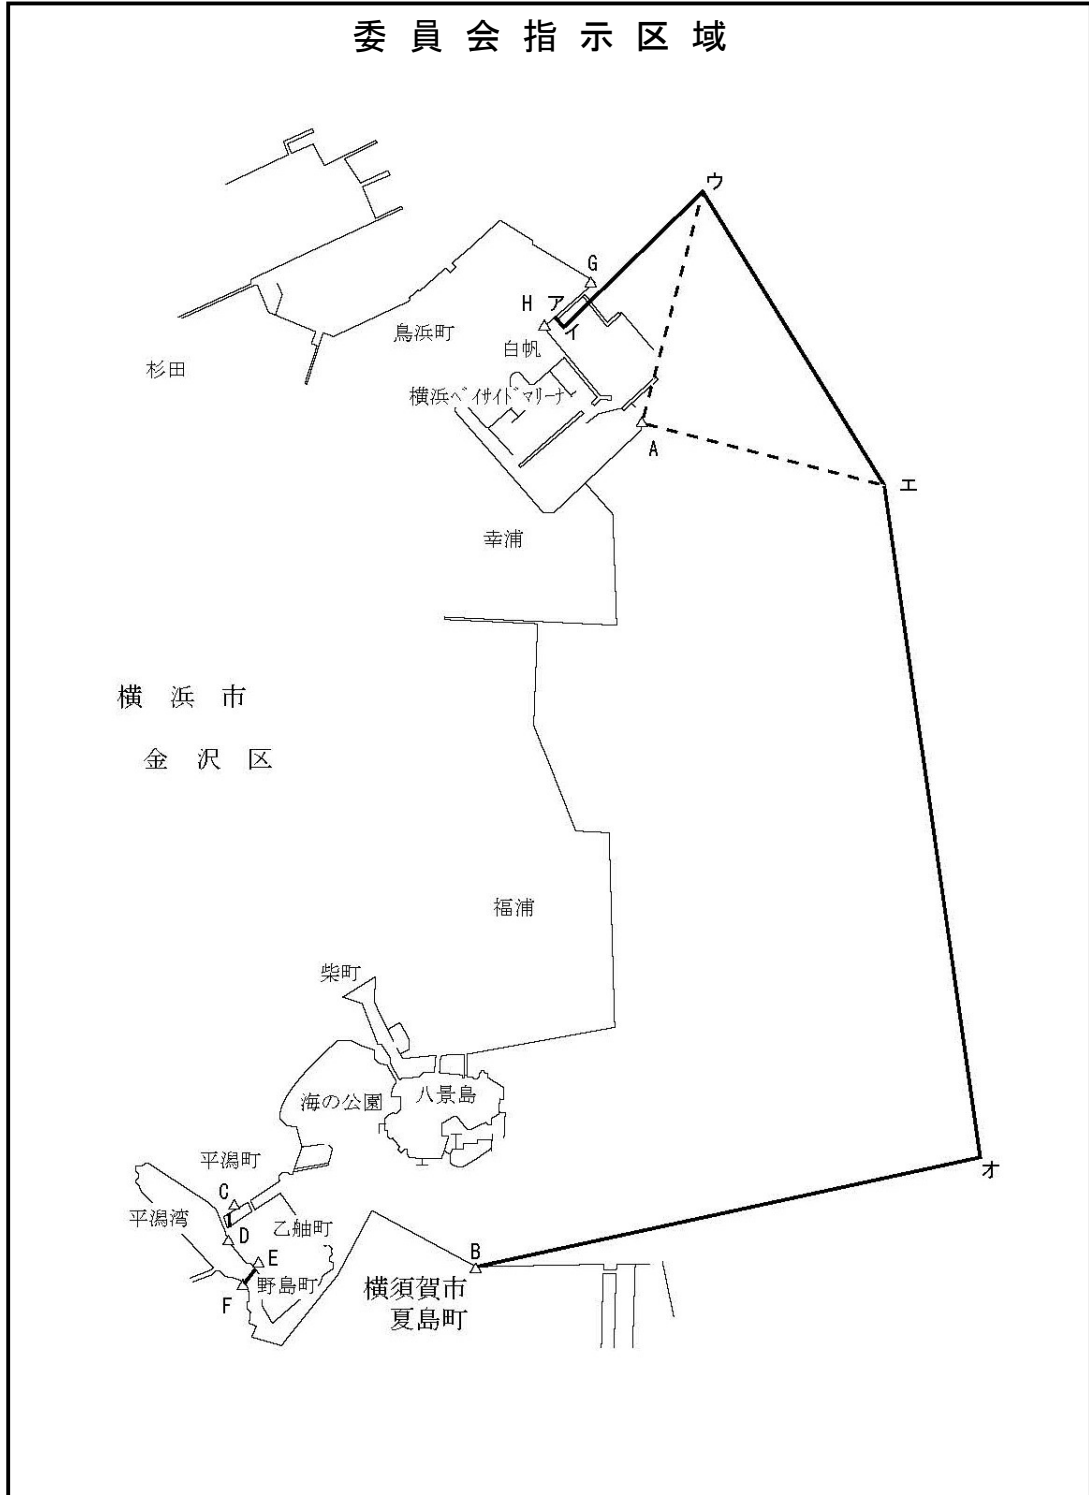 委員会指示区域
ウ
G
H
ア
イ
鳥浜町
白帆
杉田
横浜ベイサイドマリーナ
A
エ
幸浦
横浜市
金沢区
福浦
柴町
海の公園
八景島
平潟町
オ
C
平潟湾
D
乙舳町
E
B
野島町
F
横須賀市
夏島町